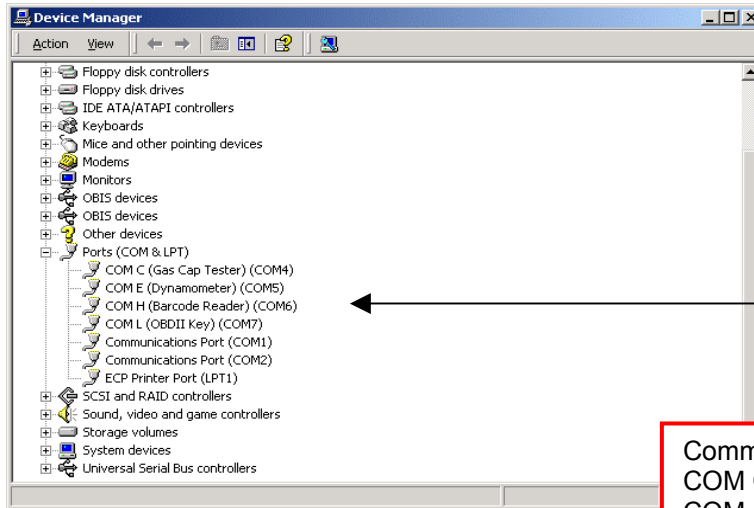 Device Manager
Action View
Floppy disk controllers
Floppy disk drives
IDE ATA/ATAPI controllers
Keyboards
Mice and other pointing devices
Modems
Monitors
OBIS devices
OBIS devices
Other devices
Ports (COM & LPT)
COM C (Gas Cap Tester) (COM4)
COM E (Dynamometer) (COM5)
COM H (Barcode Reader) (COM6)
COM L (OBDII Key) (COM7)
Communications Port (COM1)
Communications Port (COM2)
ECP Printer Port (LPT1)
SCSI and RAID controllers
Sound, video and game controllers
Storage volumes
System devices
Universal Serial Bus controllers
COM
COM